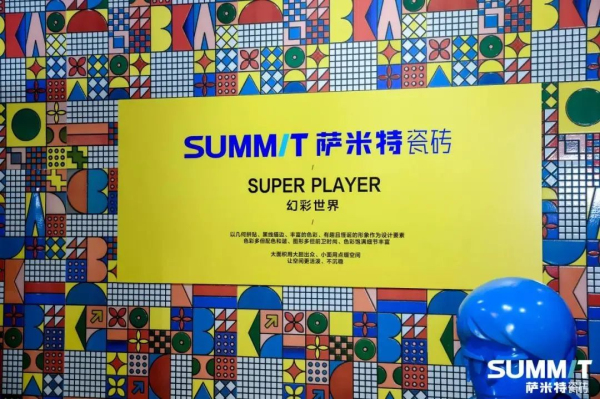 SUMMIT 萨米特瓷砖
SUPER PLAYER
幻彩世界
以几何拼贴、黑线描边、丰富的色彩、有趣且怪诞的形象作为设计要素
色彩多但配色和谐，图形多但前卫时尚，色彩饱满细节丰富
大面积用大胆出众、小面用点缀空间
让空间更活泼、不沉稳
SUMMIT
萨米特瓷砖